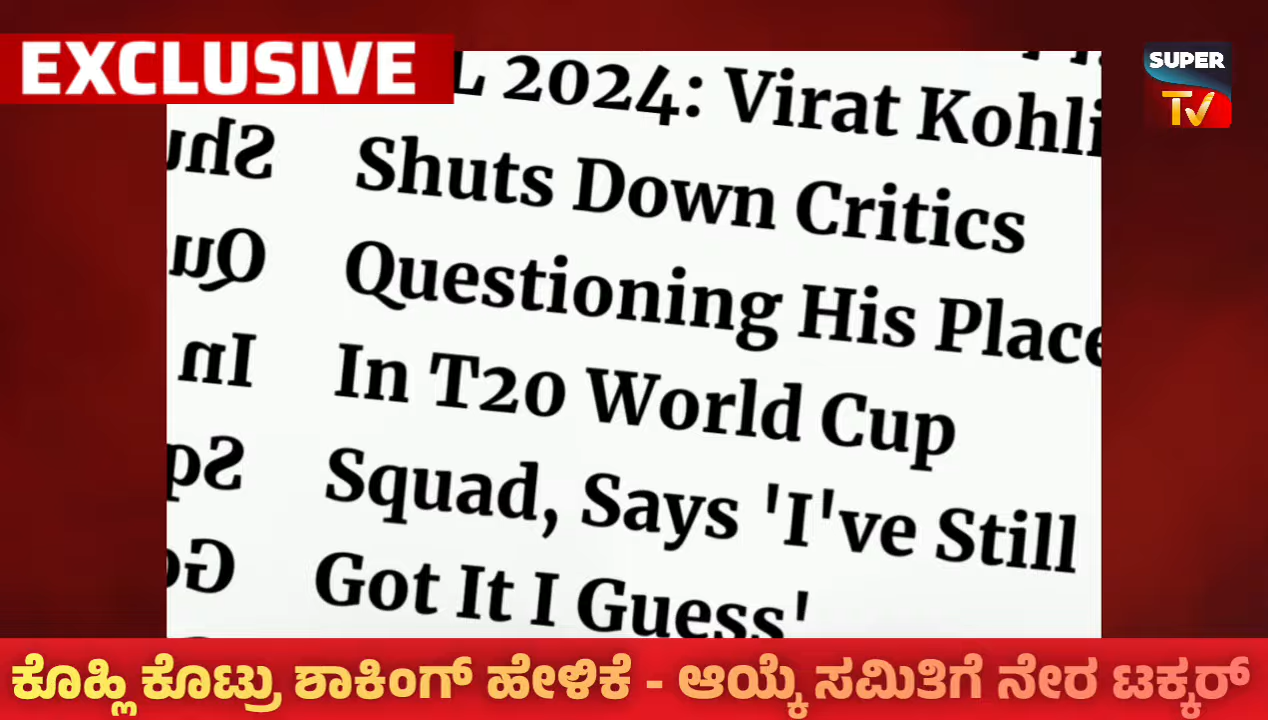 EXCLUSIVE
SUPER
TV
L 2024: Virat Kohli
Shuts Down Critics
Questioning His Place
In T20 World Cup
Squad, Says 'I've Still
Got It I Guess'
ಕೊಹ್ಲಿ ಕೊಟ್ರು ಶಾಕಿಂಗ್ ಹೇಳಿಕೆ - ಆಯ್ಕೆ ಸಮಿತಿಗೆ ನೇರ ಟಕ್ಕರ್